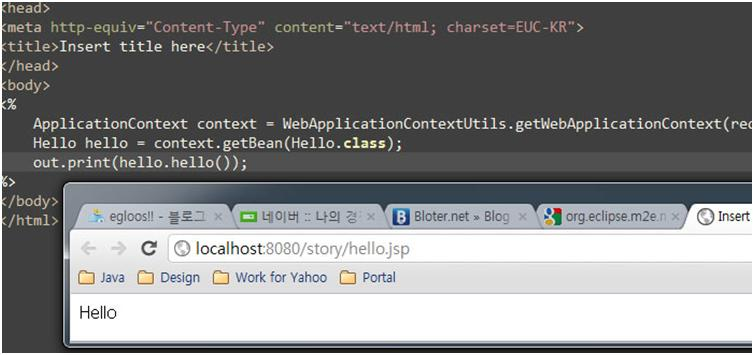 <head>
<meta http-equiv="Content-Type" content="text/html; charset=EUC-KR">
<title>Insert title here</title>
</head>
<body>
<%
ApplicationContext context = WebApplicationContextUtils.getWebApplicationContext(req
Hello hello = context.getBean(Hello.class);
out.print(hello.hello());
%>
</body>
</html>
egloos!! - 블로그 네이버 :: 나의 경 Bloter.net » Blog org.eclipse.m2e.n Insert
localhost:8080/story/hello.jsp
Java Design Work for Yahoo Portal
Hello